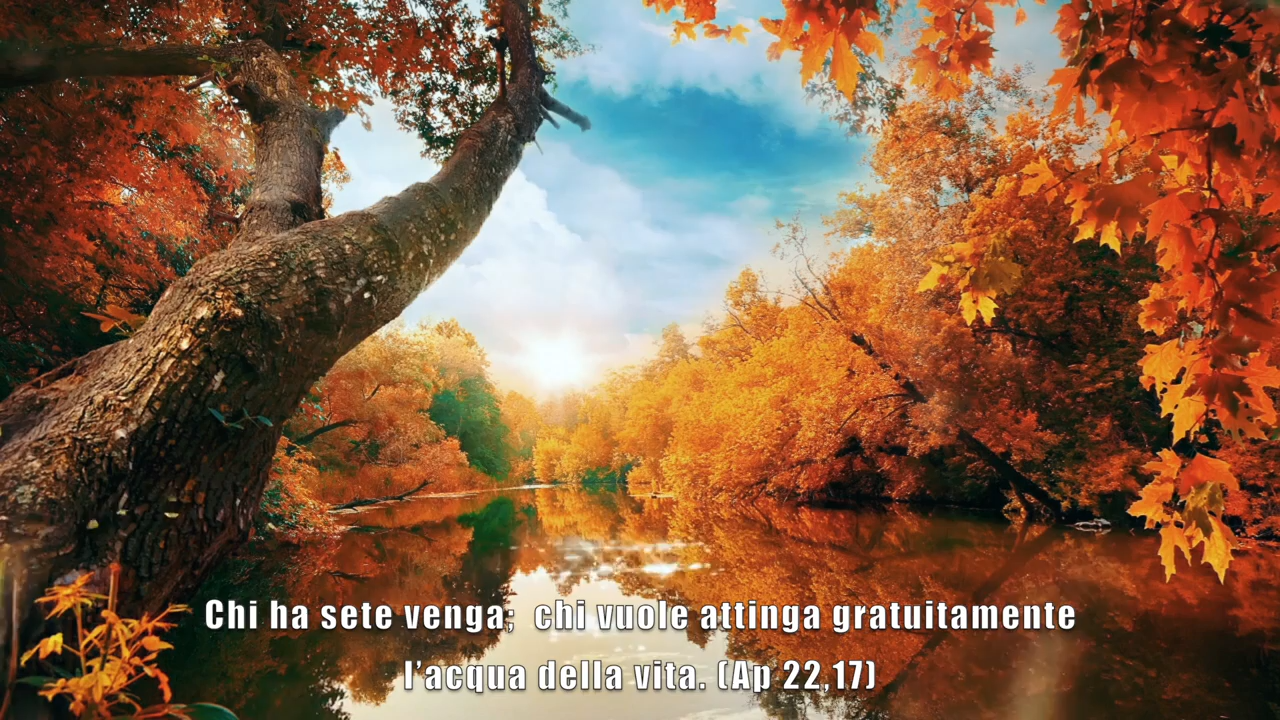 Chi ha sete venga;  chi vuole attinga gratuitamente
l’acqua della vita. (Ap 22,17)